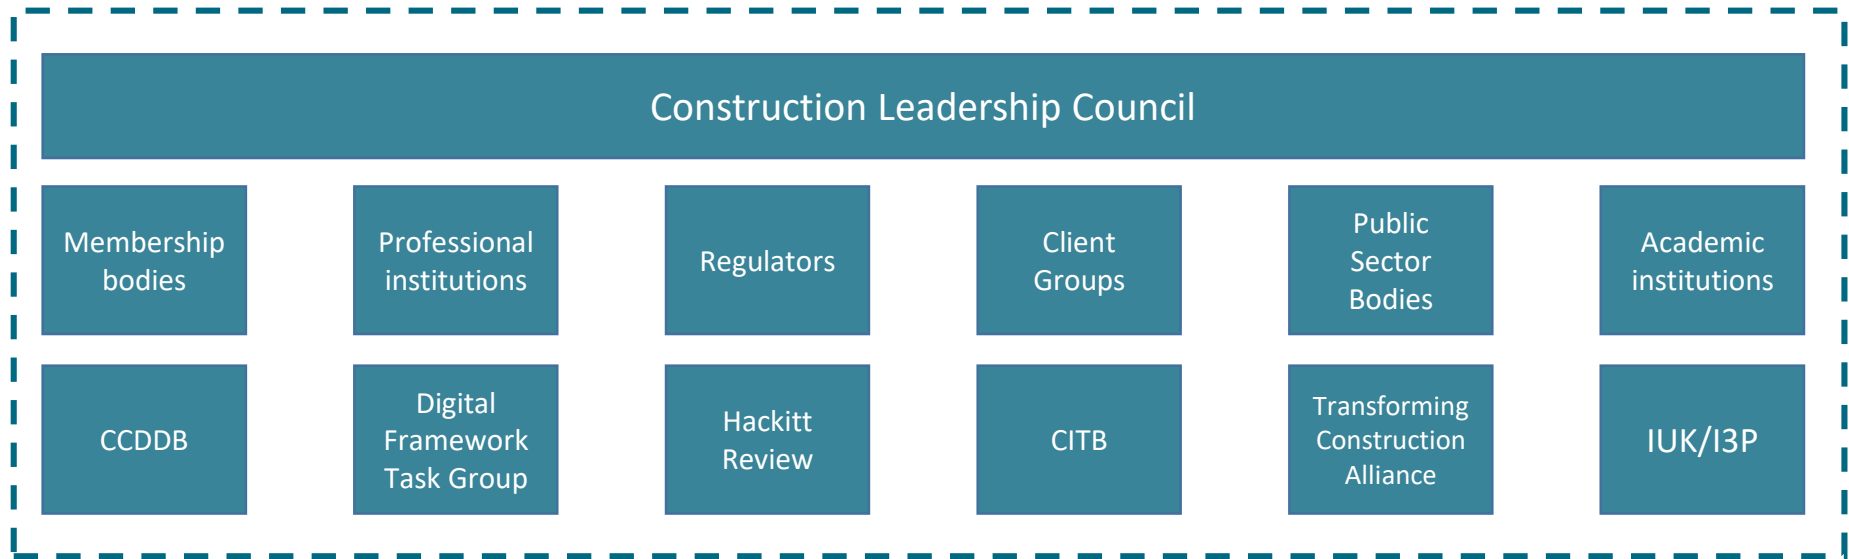 Construction Leadership Council
Membership
bodies
Professional
institutions
Regulators
Client
Groups
Public
Sector
Bodies
Academic
institutions
CCDDB
Digital
Framework
Task Group
Hackitt
Review
CITB
Transforming
Construction
Alliance
IUK/I3P